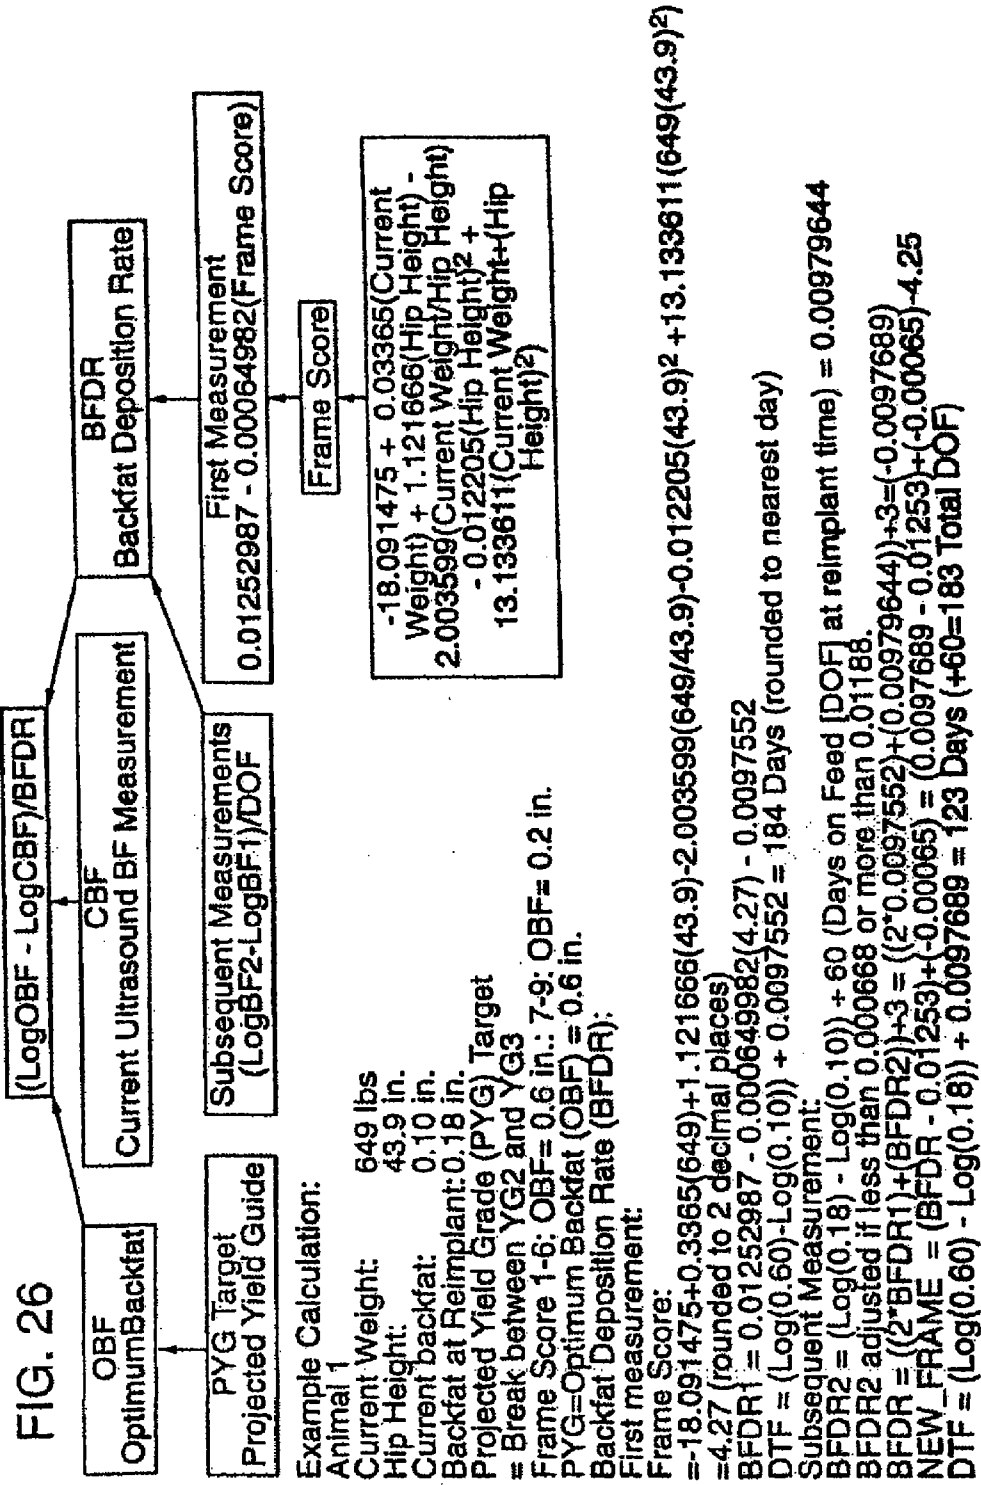 FIG. 26
(LogOBF - LogCBF)/BFDR
OBF
OptimumBackfat
CBF
Current Ultrasound BF Measurement
BFDR
Backfat Deposition Rate
PYG Target
Projected Yield Guide
Subsequent Measurements
(LogBF2-LogBF1)/DOF
First Measurement
0.01252987 - 0.00064982(Frame Score)
Frame Score
-18.091475 + 0.03365(Current
Weight) + 1.121666(Hip Height) -
2.003599(Current Weight/Hip Height)
- 0.012205(Hip Height)² +
13.133611(Current Weight÷(Hip
Height)²)
Example Calculation:
Animal 1
Current Weight: 649 lbs
Hip Height: 43.9 in.
Current backfat: 0.10 in.
Backfat at Reimplant: 0.18 in.
Projected Yield Grade (PYG) Target
= Break between YG2 and YG3
Frame Score 1-6: OBF= 0.6 in.: 7-9: OBF= 0.2 in.
PYG=Optimum Backfat (OBF) = 0.6 in.
Backfat Deposition Rate (BFDR):
First measurement:
Frame Score:
=-18.091475+0.3365(649)+1.121666(43.9)-2.003599(649/43.9)-0.012205(43.9)² +13.133611(649(43.9)²)
=4.27 (rounded to 2 decimal places)
BFDR1 = 0.01252987 - 0.000649982(4.27) - 0.0097552
DTF = (Log(0.60)-Log(0.10)) ÷ 0.0097552 = 184 Days (rounded to nearest day)
Subsequent Measurement:
BFDR2 = (Log(0.18) - Log(0.10)) ÷ 60 (Days on Feed [DOF] at reimplant time) = 0.00979644
BFDR2 adjusted if less than 0.000668 or more than 0.01188.
BFDR = ((2*BFDR1)+(BFDR2))÷3 = ((2*0.0097552)+(0.00979644))÷3=(-0.0097689)
NEW_FRAME = (BFDR - 0.01253)÷(-0.00065) = (0.0097689 - 0.01253)÷(-0.00065)-4.25
DTF = (Log(0.60) - Log(0.18)) ÷ 0.0097689 = 123 Days (+60=183 Total DOF)